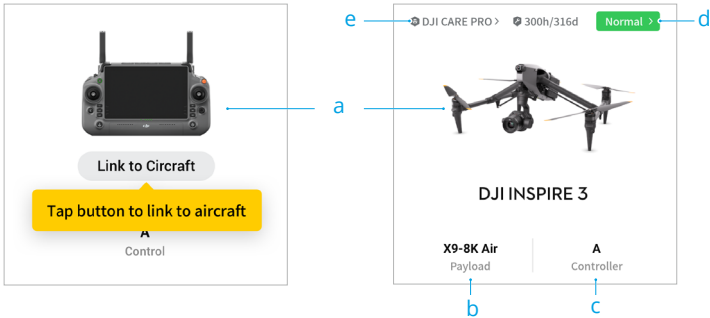 e
DJI CARE PRO >
300h/316d
Normal >
d
a
Link to Circraft
Tap button to link to aircraft
A
Control
DJI INSPIRE 3
X9-8K Air
Payload
A
Controller
b
c